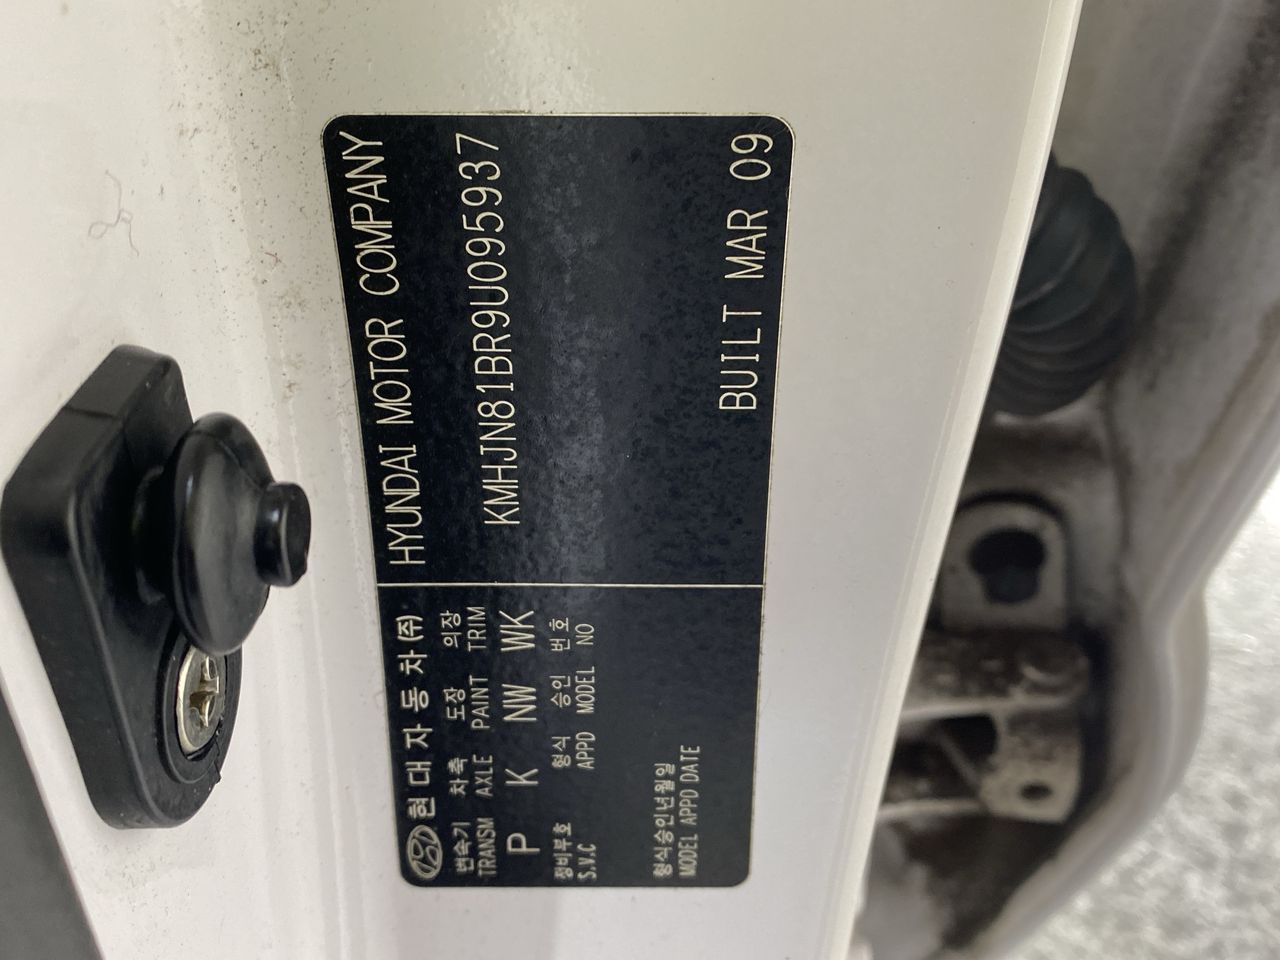 현대자동차(주)
HYUNDAI MOTOR COMPANY
변속기 차축 도장 의장
TRANSM AXLE PAINT TRIM
P K NW WK
KMHJN81BR9U095937
정비부호 형식 승인 번호
S.V.C APPD MODEL NO
형식승인년월일
MODEL APPD DATE
BUILT MAR 09